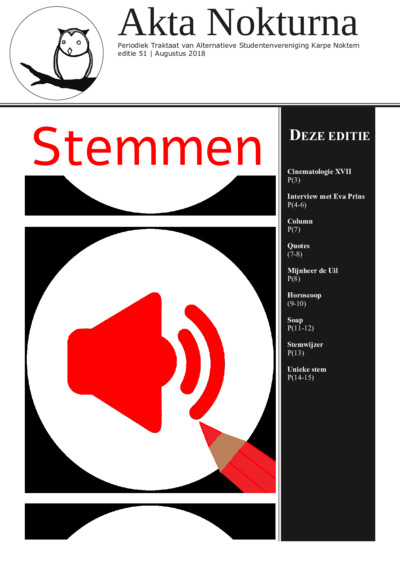 Akta Nokturna
Periodiek Traktaat van Alternatieve Studentenvereniging Karpe Noktem
editie 51 | Augustus 2018
Stemmen
DEZE EDITIE
Cinematologie XVII
P(3)
Interview met Eva Prins
P(4-6)
Column
P(7)
Quotes
(7-8)
Mijnheer de Uil
P(8)
Horoscoop
(9-10)
Soap
P(11-12)
Stemwijzer
P(13)
Unieke stem
P(14-15)